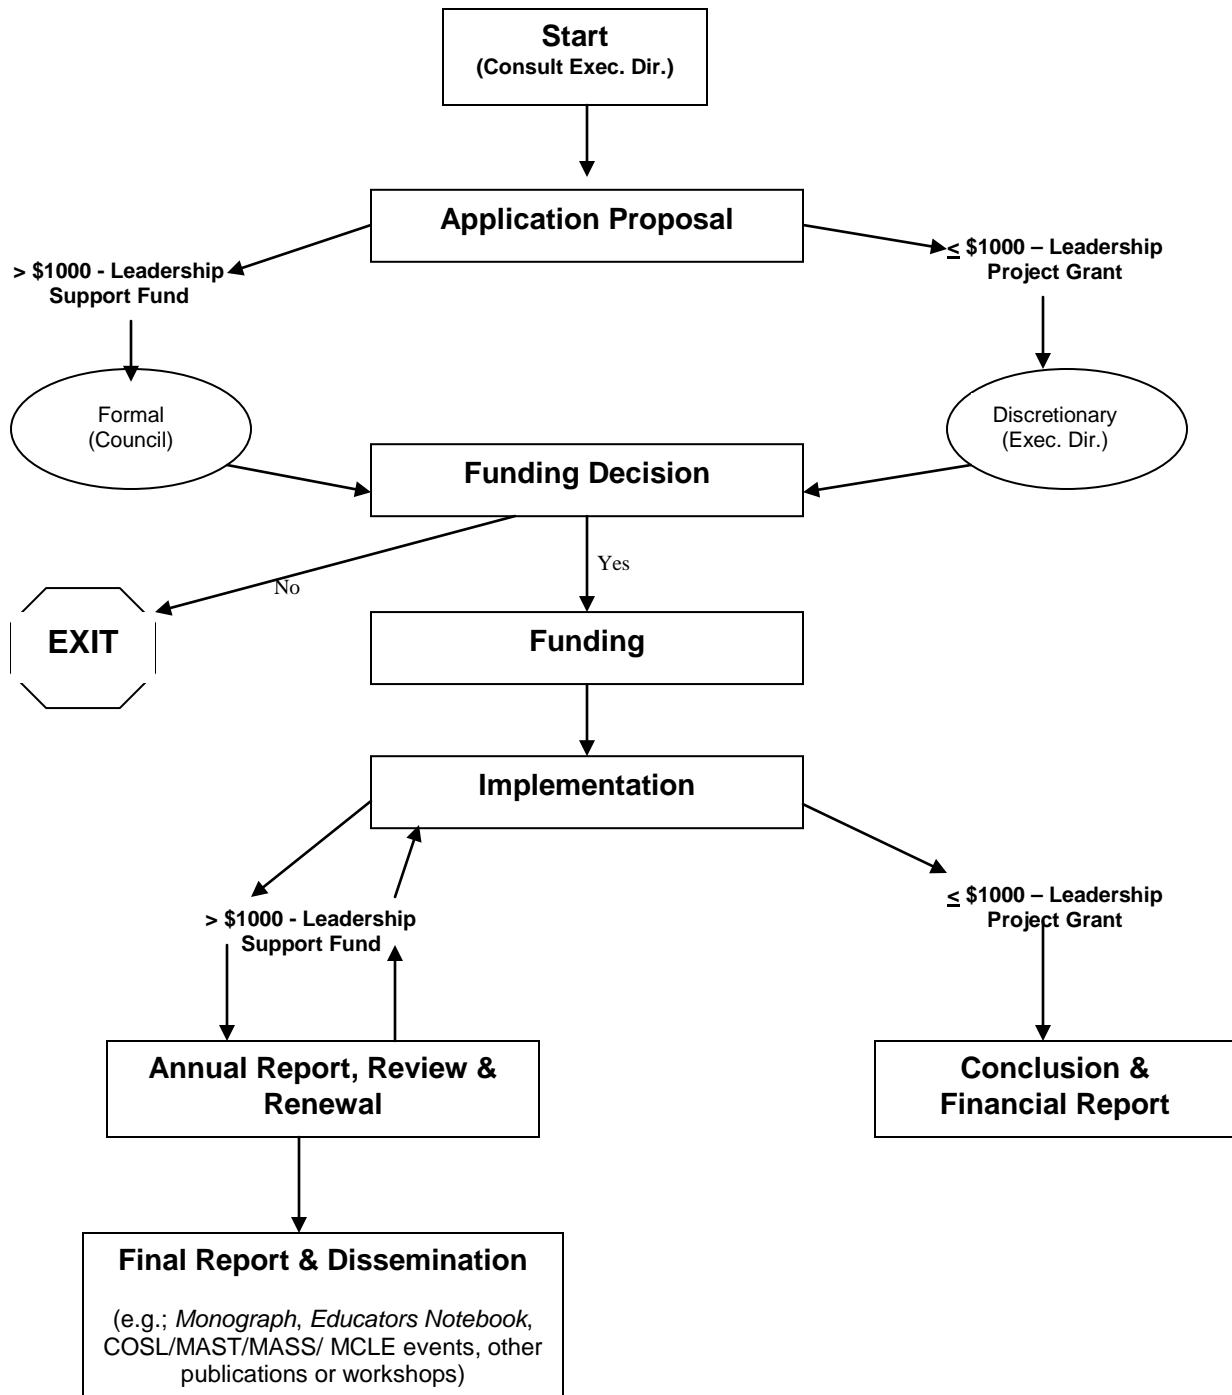 Start
(Consult Exec. Dir.)
Application Proposal
> $1000 - Leadership
Support Fund
≤ $1000 – Leadership
Project Grant
Formal
(Council)
Discretionary
(Exec. Dir.)
Funding Decision
No
Yes
EXIT
Funding
Implementation
> $1000 - Leadership
Support Fund
≤ $1000 – Leadership
Project Grant
Annual Report, Review &
Renewal
Conclusion &
Financial Report
Final Report & Dissemination
(e.g.; Monograph, Educators Notebook,
COSL/MAST/MASS/ MCLE events, other
publications or workshops)